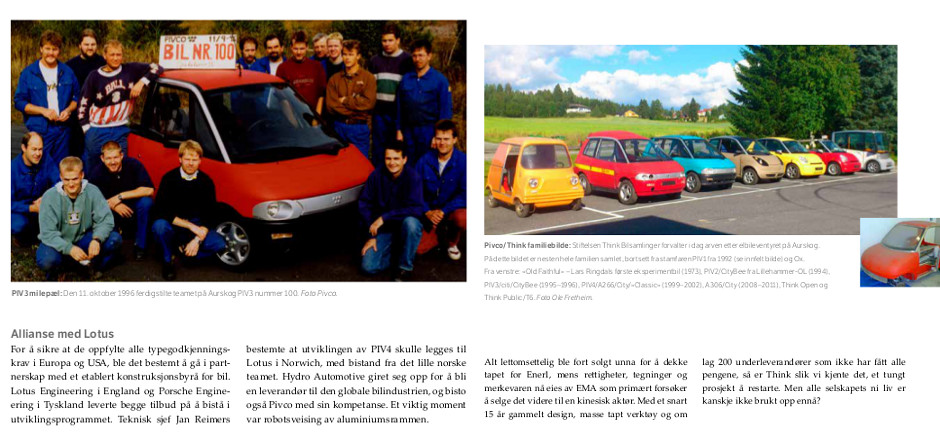 PIVCO 11/4-
BIL NR. 100
PIV3 milepæl: Den 11. oktober 1996 ferdigstilte teamet på Aurskog PIV3 nummer 100. Foto Pivco.
Allianse med Lotus
For å sikre at de oppfylte alle typegodkjennings-
krav i Europa og USA, ble det bestemt å gå i part-
nerskap med et etablert konstruksjonsbyrå for bil.
Lotus Engineering i England og Porsche Engine-
ering i Tyskland leverte begge tilbud på å bistå i
utviklingsprogrammet. Teknisk sjef Jan Reimers
bestemte at utviklingen av PIV4 skulle legges til
Lotus i Norwich, med bistand fra det lille norske
teamet. Hydro Automotive giret seg opp for å bli
en leverandør til den globale bilindustrien, og bisto
også Pivco med sin kompetanse. Et viktig moment
var robotsveising av aluminiumsrammen.
Pivco/Think familiebilde: Stiftelsen Think Bilsamlinger forvalter i dag arven etter elbileventyret på Aurskog.
På dette bildet er nesten hele familien samlet, bortsett fra stamfaren PIV1 fra 1992 (se innfelt bilde) og Ox.
Fra venstre: «Old Faithful» – Lars Ringdals første eksperimentbil (1973), PIV2/CityBee fra Lillehammer-OL (1994),
PIV3/citi/CityBee (1995–1996), PIV4/A266/City/«Classic» (1999–2002), A306/City (2008–2011), Think Open og
Think Public/T6. Foto Ole Fretheim.
Alt lettomsettelig ble fort solgt unna for å dekke
tapet for Ener1, mens rettigheter, tegninger og
merkevaren nå eies av EMA som primært forsøker
å selge det videre til en kinesisk aktør. Med et snart
15 år gammelt design, masse tapt verktøy og om
lag 200 underleverandører som ikke har fått alle
pengene, så er Think slik vi kjente det, et tungt
prosjekt å restarte. Men alle selskapets ni liv er
kanskje ikke brukt opp ennå?